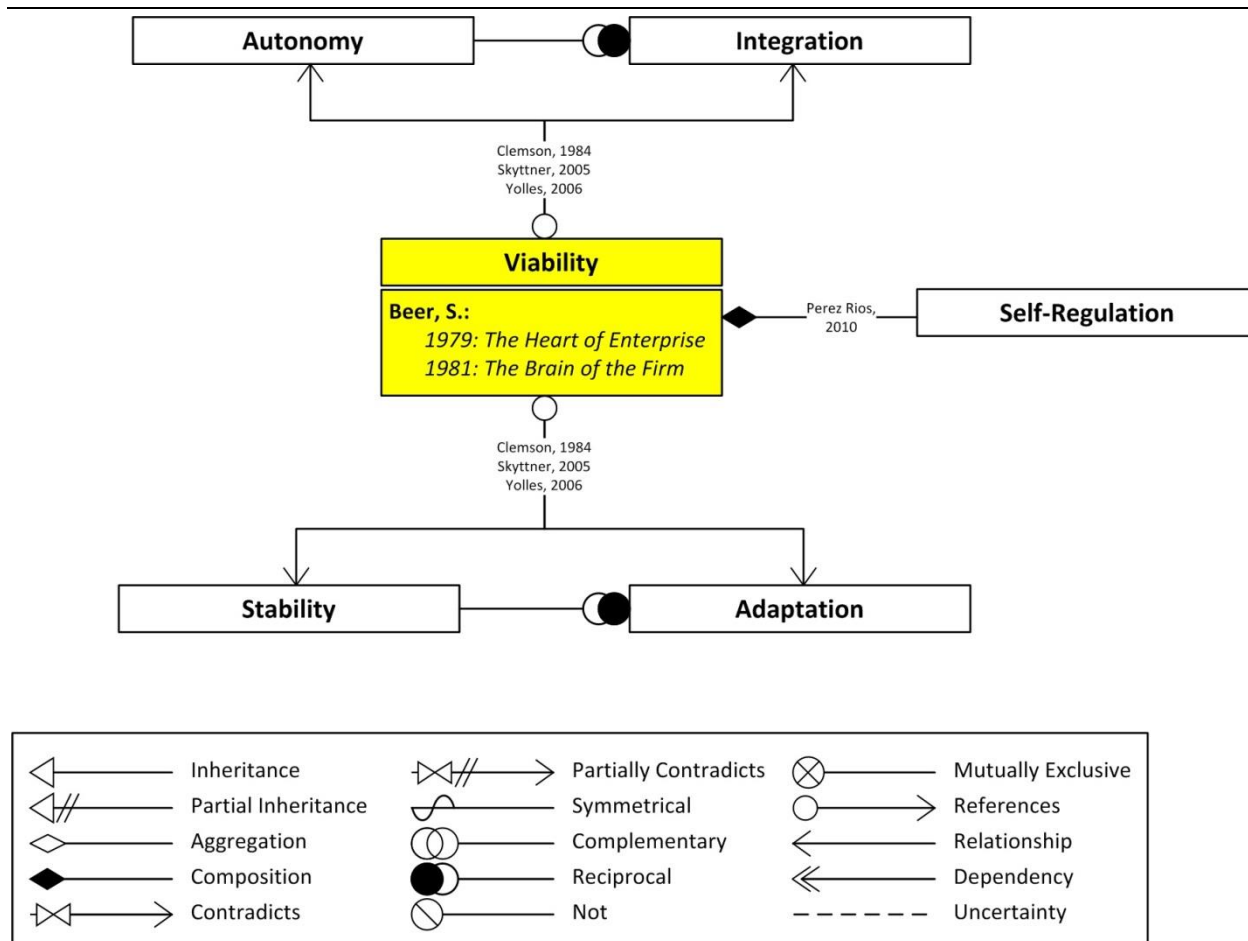 Autonomy
Integration
Clemson, 1984
Skyttner, 2005
Yolles, 2006
Viability
Beer, S.:
1979: The Heart of Enterprise
1981: The Brain of the Firm
Perez Rios,
2010
Self-Regulation
Clemson, 1984
Skyttner, 2005
Yolles, 2006
Stability
Adaptation
Inheritance
Partial Inheritance
Aggregation
Composition
Contradicts
Partially Contradicts
Symmetrical
Complementary
Reciprocal
Not
Mutually Exclusive
References
Relationship
Dependency
Uncertainty